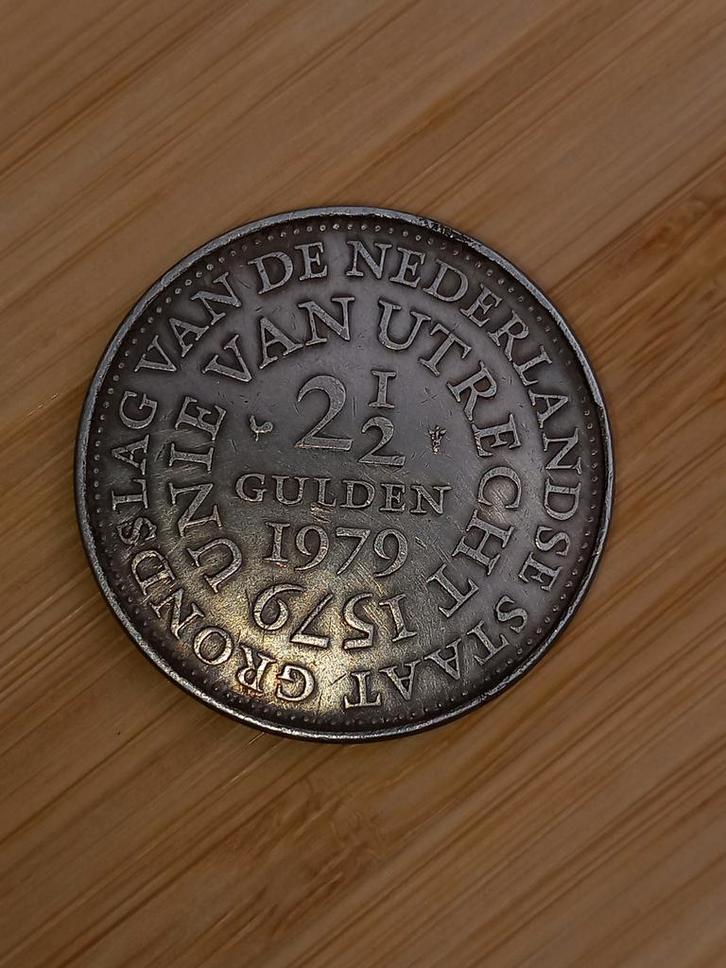 GRONDSLAG VAN DE NEDERLANDSE STAAT
UNIE VAN UTRECHT 1579
2 1/2
GULDEN
1979